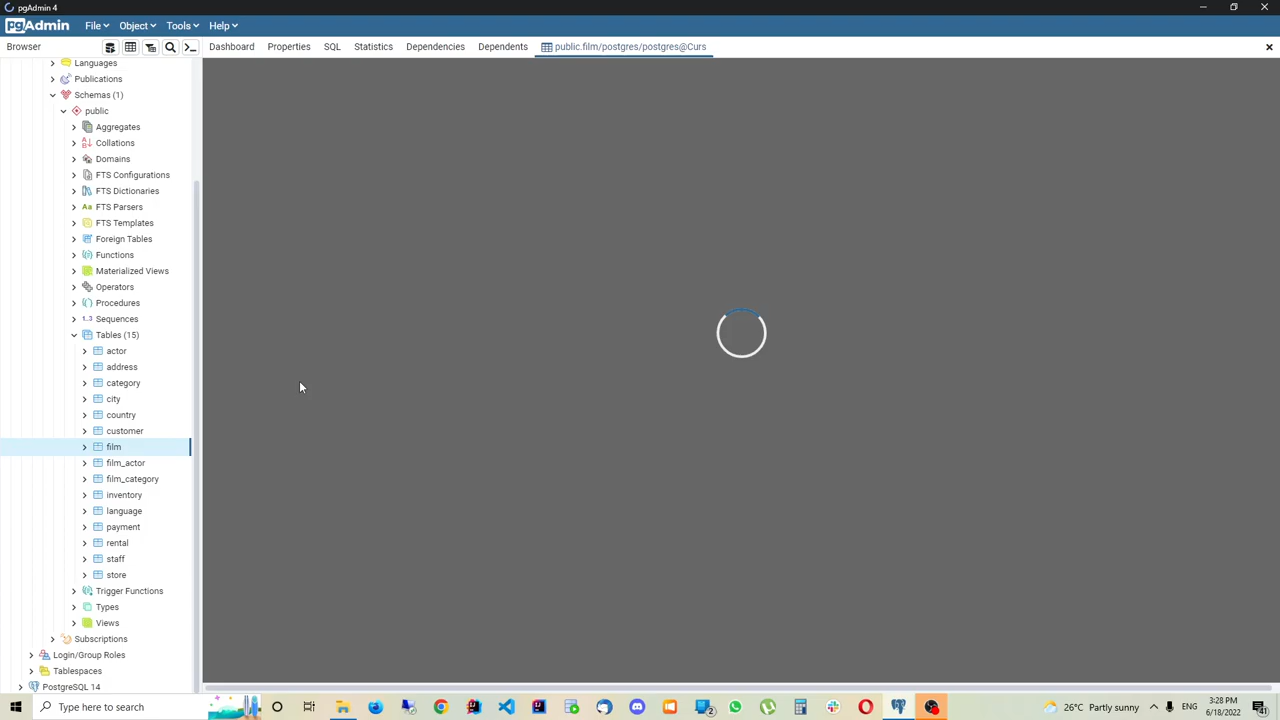 pgAdmin 4
pgAdmin File Object Tools Help
Browser Dashboard Properties SQL Statistics Dependencies Dependents public.film/postgres/postgres@Curs
Languages
Publications
Schemas (1)
public
Aggregates
Collations
Domains
FTS Configurations
FTS Dictionaries
FTS Parsers
FTS Templates
Foreign Tables
Functions
Materialized Views
Operators
Procedures
Sequences
Tables (15)
actor
address
category
city
country
customer
film
film_actor
film_category
inventory
language
payment
rental
staff
store
Trigger Functions
Types
Views
Subscriptions
Login/Group Roles
Tablespaces
PostgreSQL 14
Type here to search
26°C Partly sunny
ENG
3:28 PM
6/18/2022